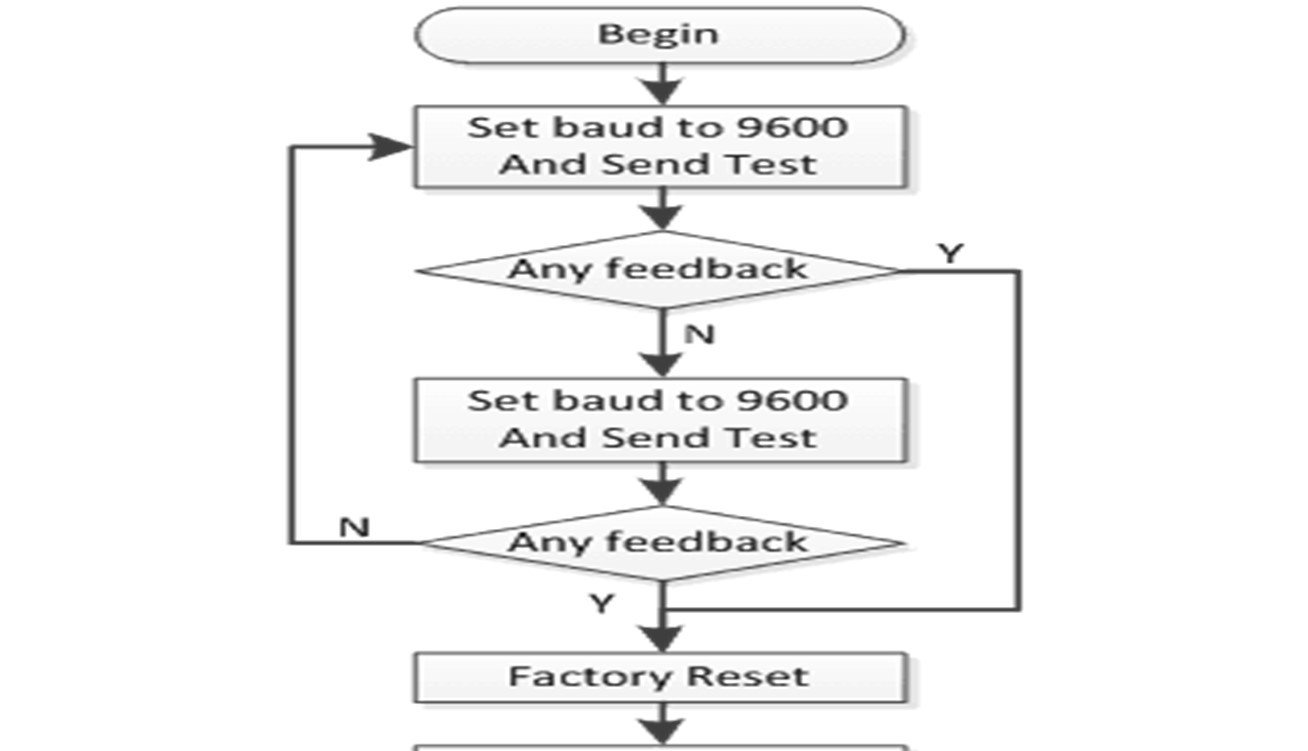 Begin
Set baud to 9600
And Send Test
Any feedback
Y
N
Set baud to 9600
And Send Test
N
Any feedback
Y
Factory Reset